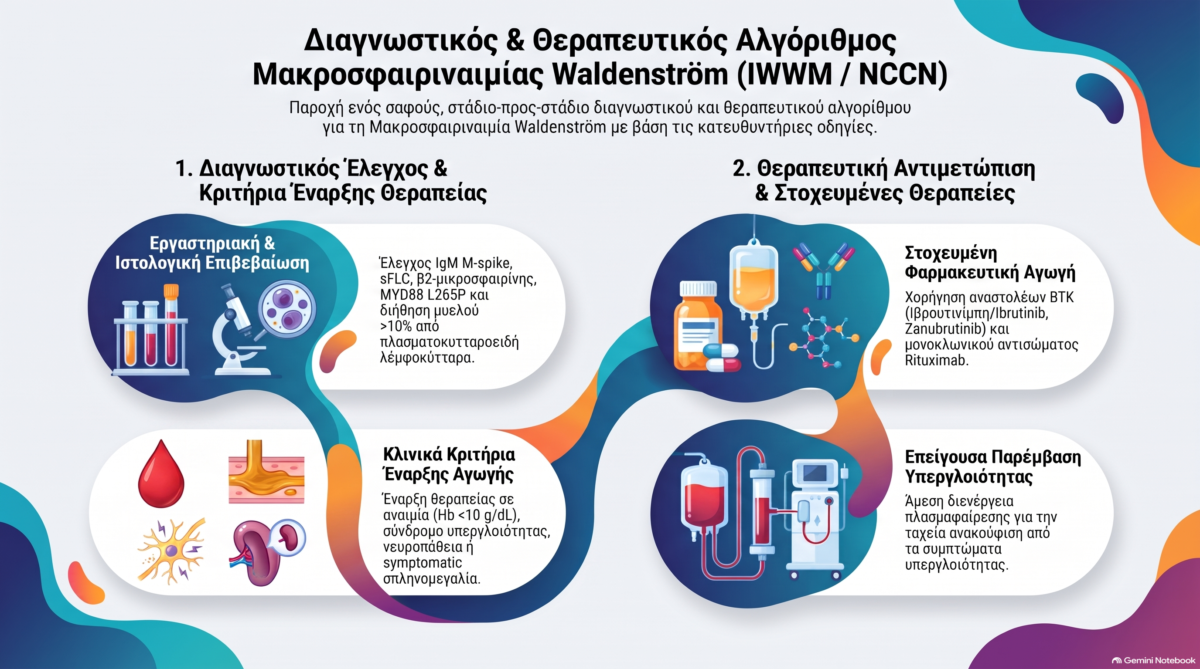 Διαγνωστικός & Θεραπευτικός Αλγόριθμος
Μακροσφαιριναιμίας Waldenström (IWWM / NCCN)
Παροχή ενός σαφούς, στάδιο-προς-στάδιο διαγνωστικού και θεραπευτικού αλγορίθμου
για τη Μακροσφαιριναιμία Waldenström με βάση τις κατευθυντήριες οδηγίες.
1. Διαγνωστικός Έλεγχος &
Κριτήρια Έναρξης Θεραπείας
Εργαστηριακή &
Ιστολογική Επιβεβαίωση
Έλεγχος IgM M-spike,
sFLC, β2-μικροσφαιρίνης,
MYD88 L265P και
διήθηση μυελού
>10% από
πλασματοκυτταροειδή
λέμφοκύτταρα.
Κλινικά Κριτήρια
Έναρξης Αγωγής
Έναρξη θεραπείας σε
αναιμία (Hb <10 g/dL),
σύνδρομο υπεργλοιότητας,
νευροπάθεια ή
symptomatic
σπληνομεγαλία.
2. Θεραπευτική Αντιμετώπιση
& Στοχευμένες Θεραπείες
Στοχευμένη
Φαρμακευτική Αγωγή
Χορήγηση αναστολέων BTK
(Ιβρουτινίμπη/Ibrutinib,
Zanubrutinib) και
μονοκλωνικού αντισώματος
Rituximab.
Επείγουσα Παρέμβαση
Υπεργλοιότητας
Άμεση διενέργεια
πλασμαφαίρεσης για την
ταχεία ανακούφιση από
τα συμπτώματα
υπεργλοιότητας.
Gemini Notebook